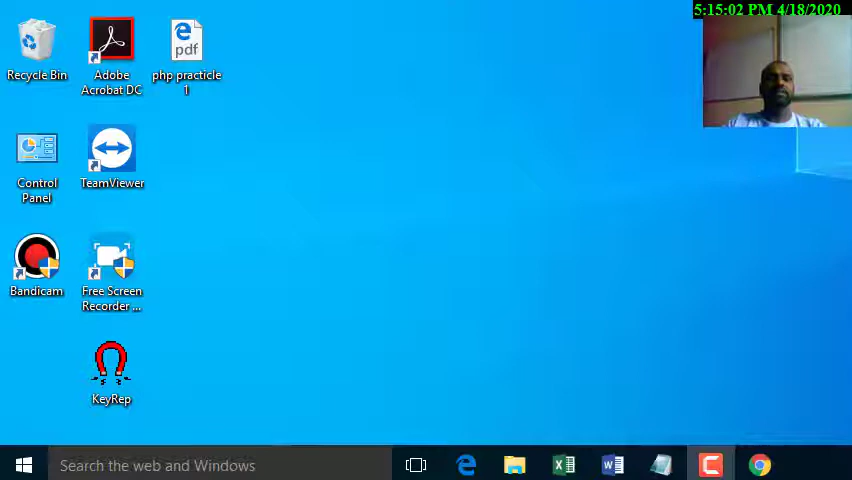 5:15:02 PM 4/18/2020
Recycle Bin
Adobe
Acrobat DC
pdf
php practicle
1
Control
Panel
TeamViewer
Bandicam
Free Screen
Recorder ...
KeyRep
Search the web and Windows